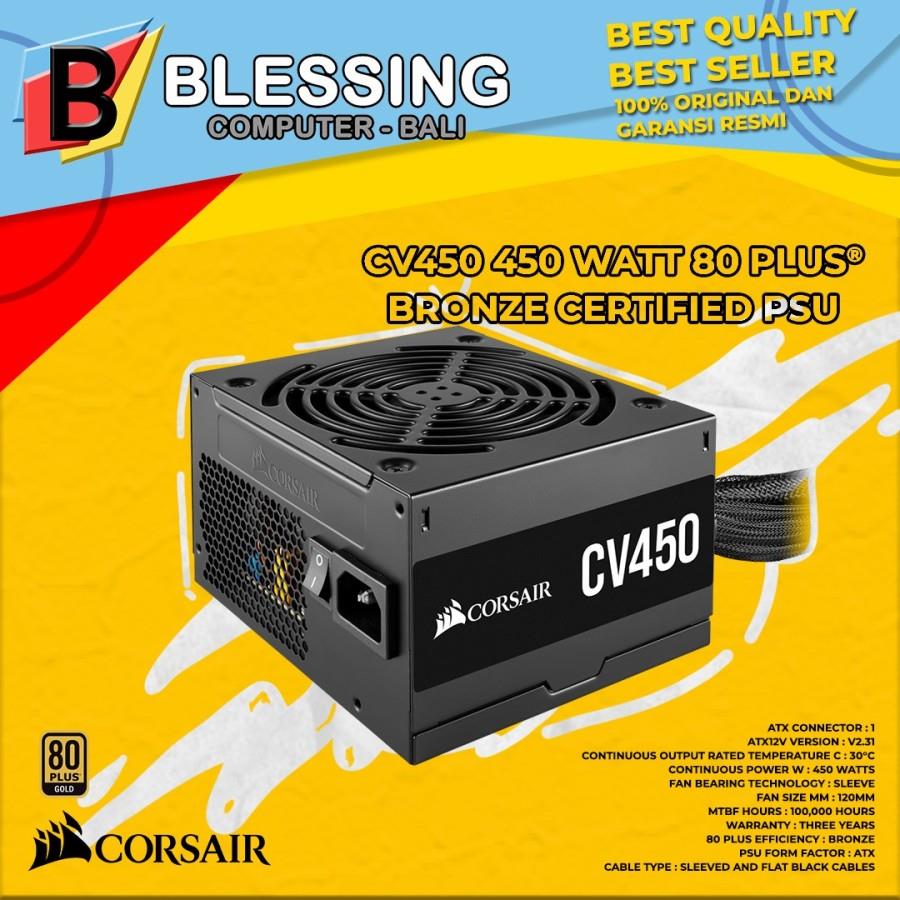 B BLESSING
COMPUTER - BALI
BEST QUALITY
BEST SELLER
100% ORIGINAL DAN
GARANSI RESMI
CV450 450 WATT 80 PLUS®
BRONZE CERTIFIED PSU
CORSAIR
O
I
CORSAIR
CV450
80
PLUS
GOLD
CORSAIR
ATX CONNECTOR : 1
ATX12V VERSION : V2.31
CONTINUOUS OUTPUT RATED TEMPERATURE C : 30°C
CONTINUOUS POWER W : 450 WATTS
FAN BEARING TECHNOLOGY : SLEEVE
FAN SIZE MM : 120MM
MTBF HOURS : 100,000 HOURS
WARRANTY : THREE YEARS
80 PLUS EFFICIENCY : BRONZE
PSU FORM FACTOR : ATX
CABLE TYPE : SLEEVED AND FLAT BLACK CABLES